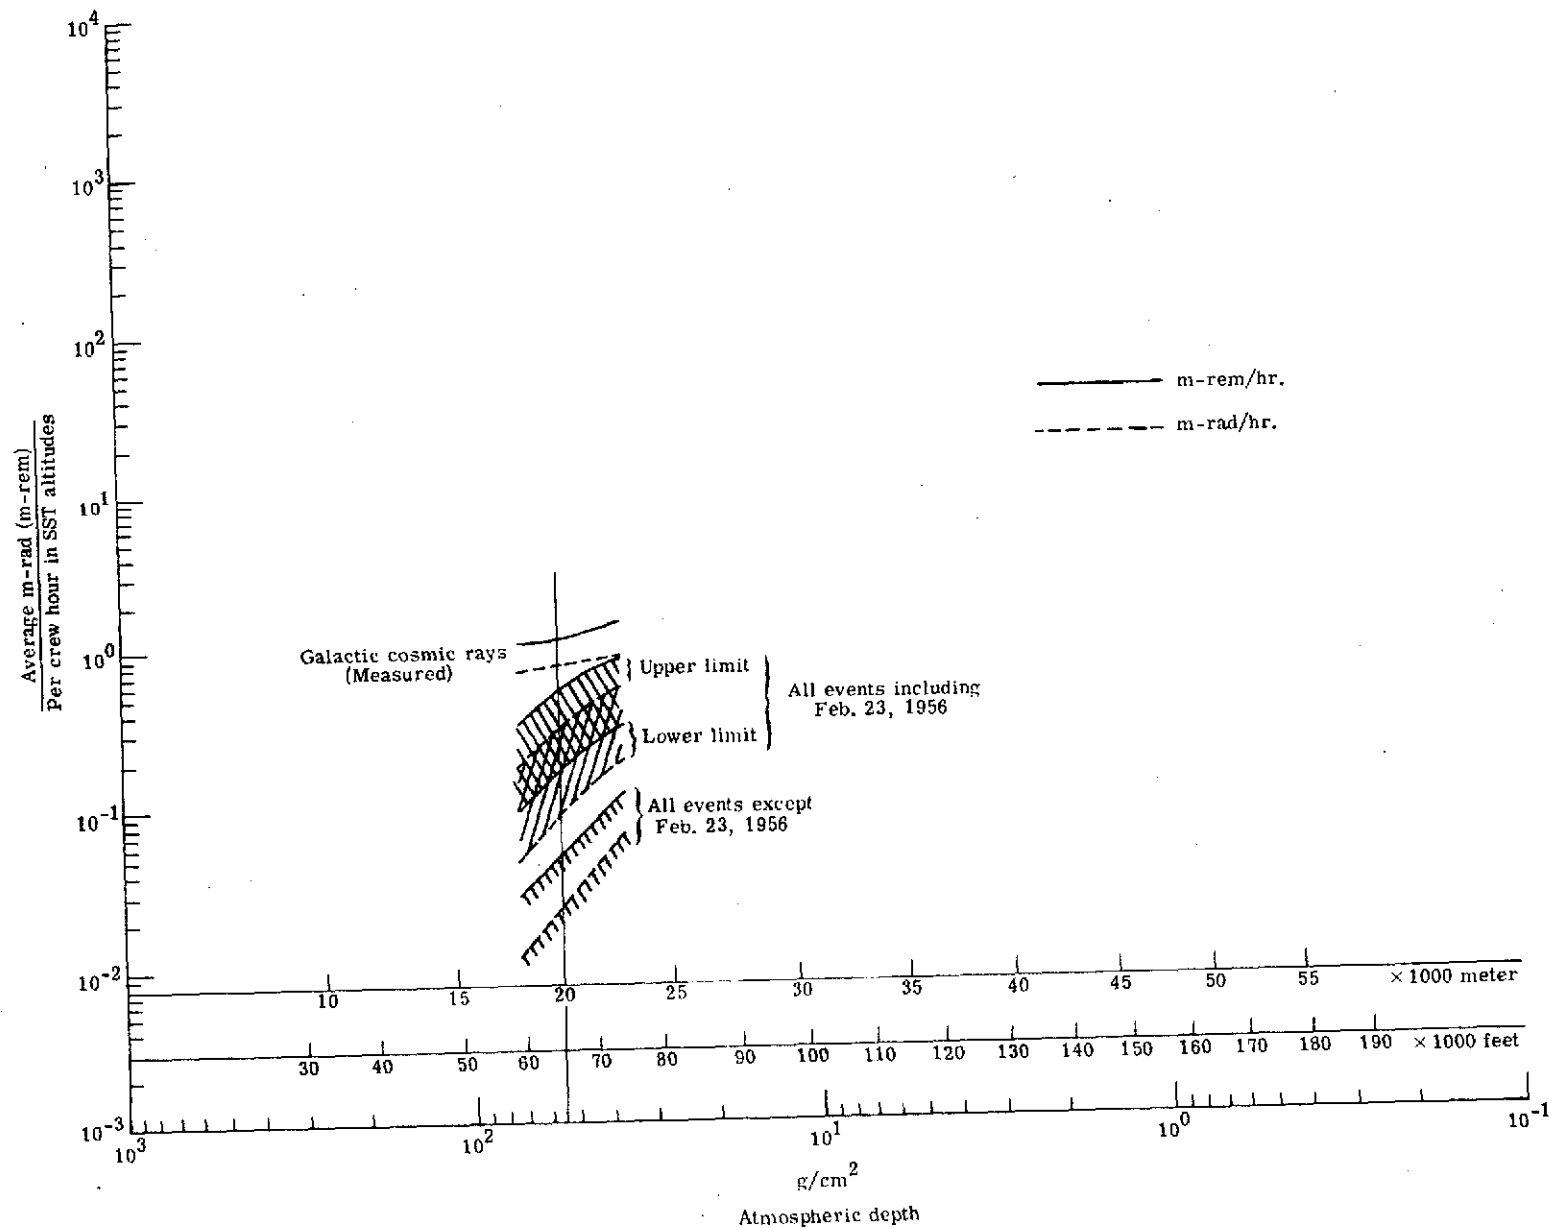 10^4
10^3
10^2
10^1
10^0
10^-1
10^-2
10^-3
Average m-rad (m-rem)
Per crew hour in SST altitudes
m-rem/hr.
m-rad/hr.
Galactic cosmic rays
(Measured)
Upper limit
Lower limit
All events including
Feb. 23, 1956
All events except
Feb. 23, 1956
10 15 20 25 30 35 40 45 50 55 ×1000 meter
30 40 50 60 70 80 90 100 110 120 130 140 150 160 170 180 190 ×1000 feet
10^3 10^2 10^1 10^0 10^-1
g/cm^2
Atmospheric depth